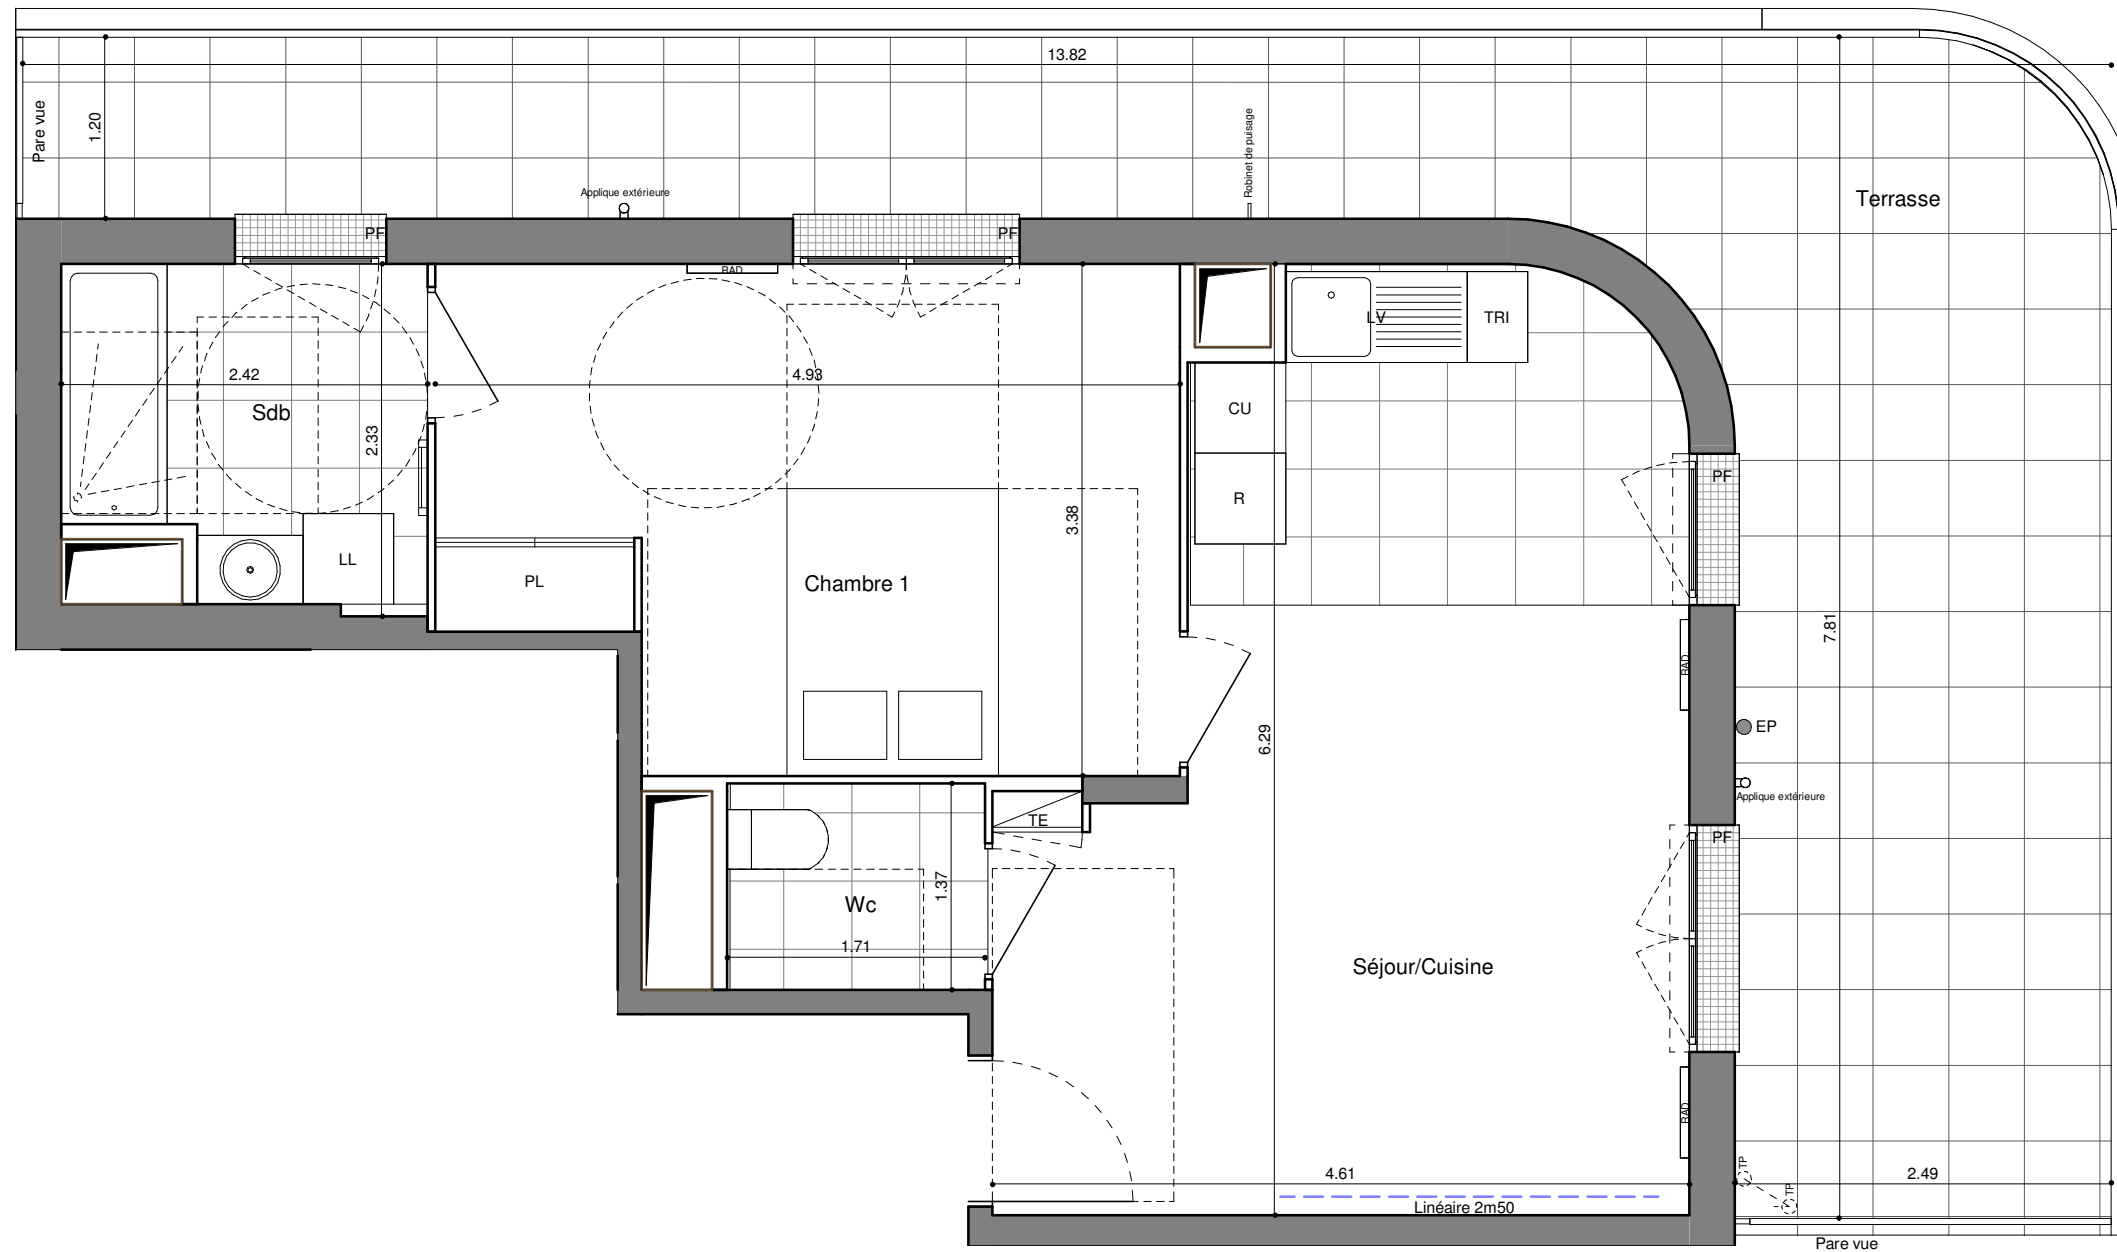 13.82
Pare vue
1.20
Applique extérieure
Robinet de puisage
Terrasse
PF
PF
RAD
LV
TRI
2.42
4.93
CU
Sdb
2.33
PF
R
3.38
LL
PL
Chambre 1
7.81
RAD
6.29
EP
Applique extérieure
TE
PF
1.37
Wc
1.71
Séjour/Cuisine
RAD
TP
4.61
2.49
TP
Linéaire 2m50
Pare vue